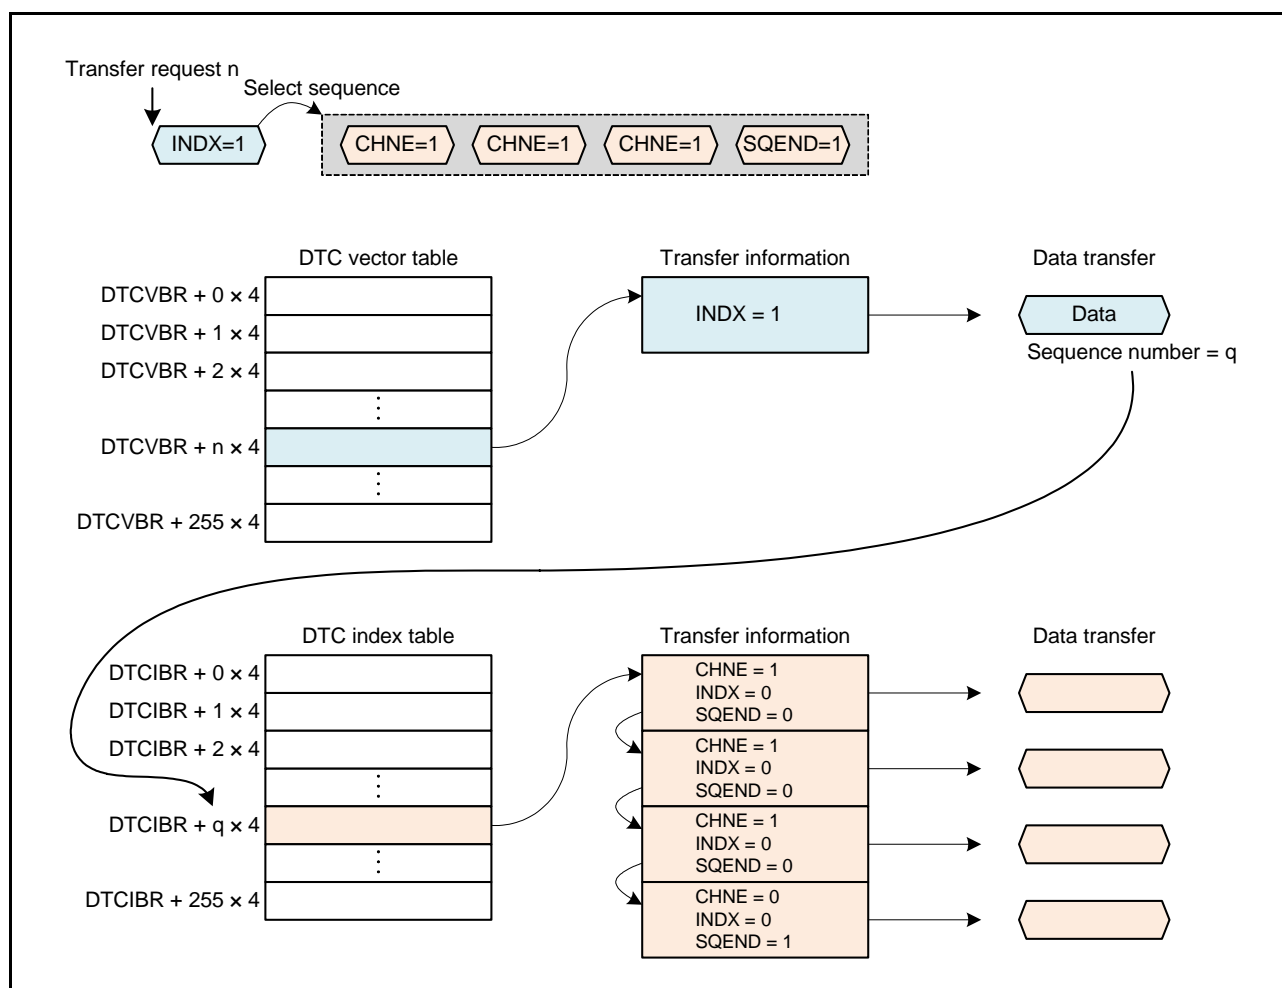 Transfer request n
Select sequence
INDX=1
CHNE=1
CHNE=1
CHNE=1
SQEND=1
DTC vector table
Transfer information
Data transfer
DTCVBR + 0 × 4
DTCVBR + 1 × 4
DTCVBR + 2 × 4
⋮
DTCVBR + n × 4
⋮
DTCVBR + 255 × 4
INDX = 1
Data
Sequence number = q
DTC index table
Transfer information
Data transfer
DTCIBR + 0 × 4
DTCIBR + 1 × 4
DTCIBR + 2 × 4
⋮
DTCIBR + q × 4
⋮
DTCIBR + 255 × 4
CHNE = 1
INDX = 0
SQEND = 0
CHNE = 1
INDX = 0
SQEND = 0
CHNE = 1
INDX = 0
SQEND = 0
CHNE = 0
INDX = 0
SQEND = 1